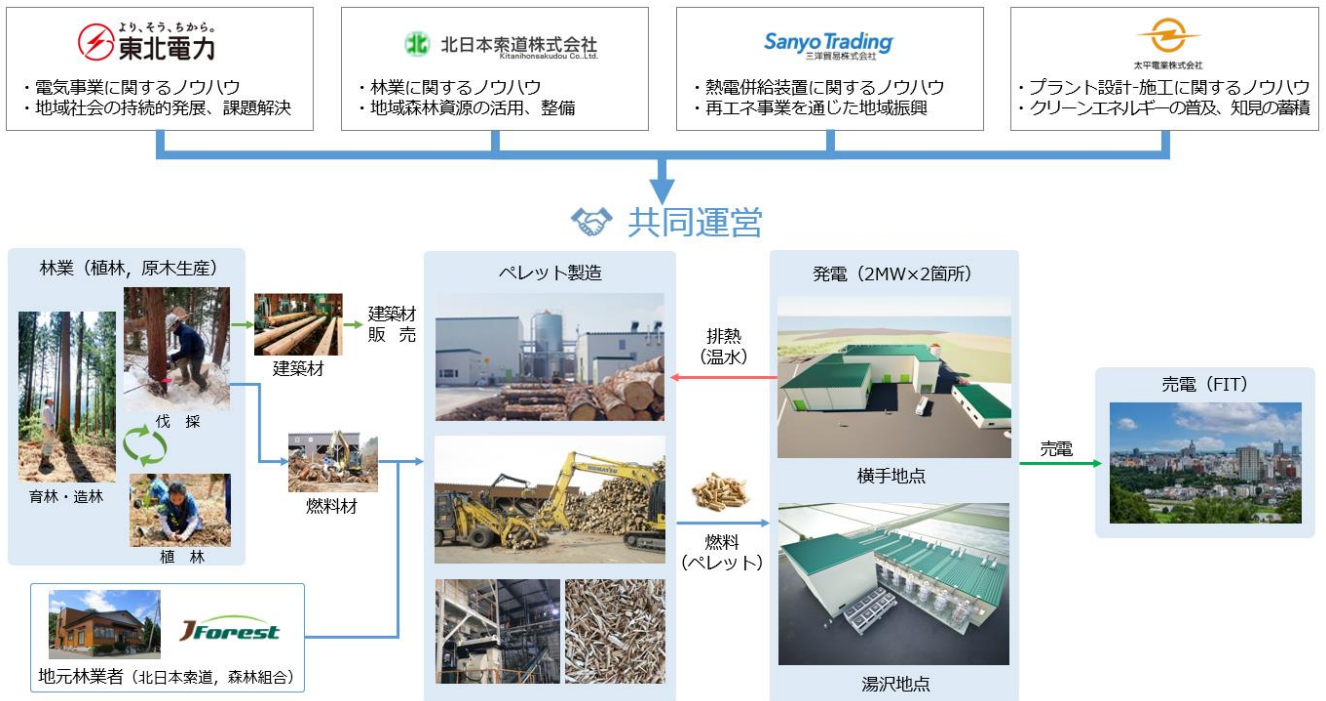 より、そう、ちから。
東北電力
・電気事業に関するノウハウ
・地域社会の持続的発展、課題解決
北
北日本索道株式会社
Kitanihonsakudou Co.,Ltd.
・林業に関するノウハウ
・地域森林資源の活用、整備
Sanyo Trading
三洋貿易株式会社
・熱電併給装置に関するノウハウ
・再エネ事業を通じた地域振興
太平電業株式会社
・プラント設計-施工に関するノウハウ
・クリーンエネルギーの普及、知見の蓄積
共同運営
林業（植林，原木生産）
伐　採
育林・造林
植　林
建築材
建築材
販　売
燃料材
地元林業者（北日本索道，森林組合）
JForest
ペレット製造
KOMATSU
排熱
（温水）
燃料
（ペレット）
発電（2MW×2箇所）
横手地点
湯沢地点
売電
売電（FIT）